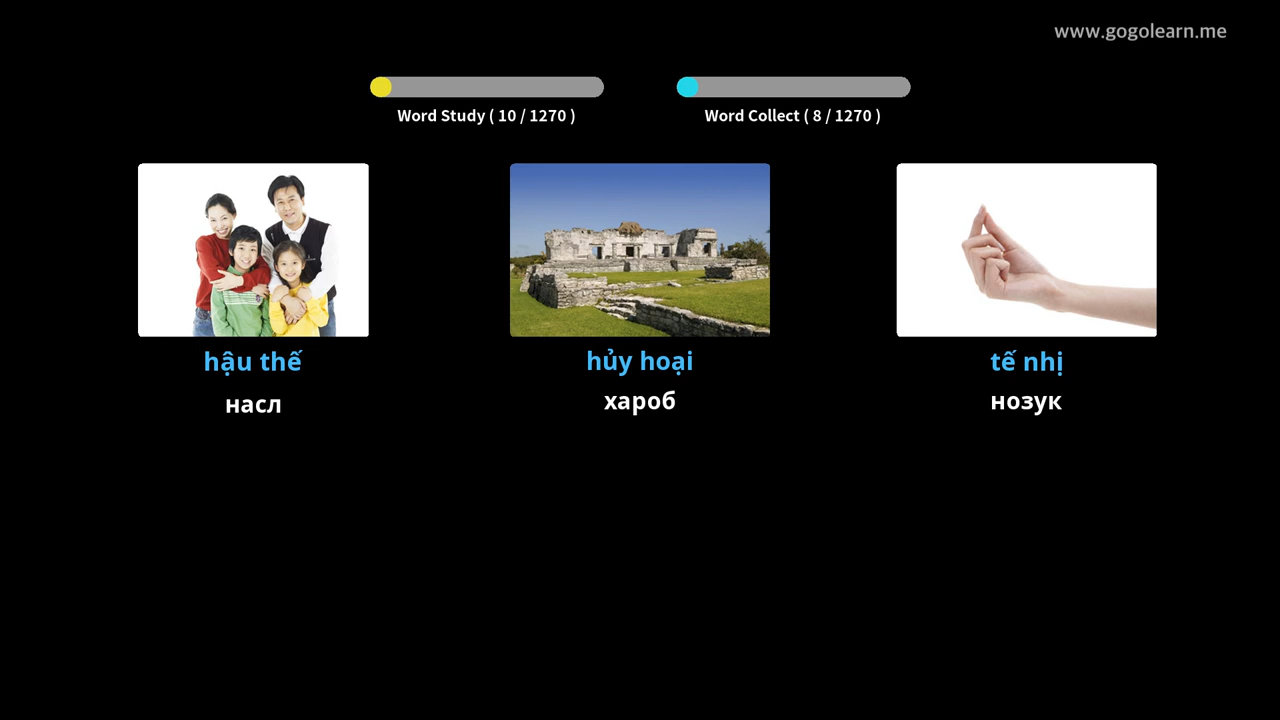 www.gogolearn.me
Word Study ( 10 / 1270 )
Word Collect ( 8 / 1270 )
hậu thế
hủy hoại
tế nhị
насл
хароб
нозук